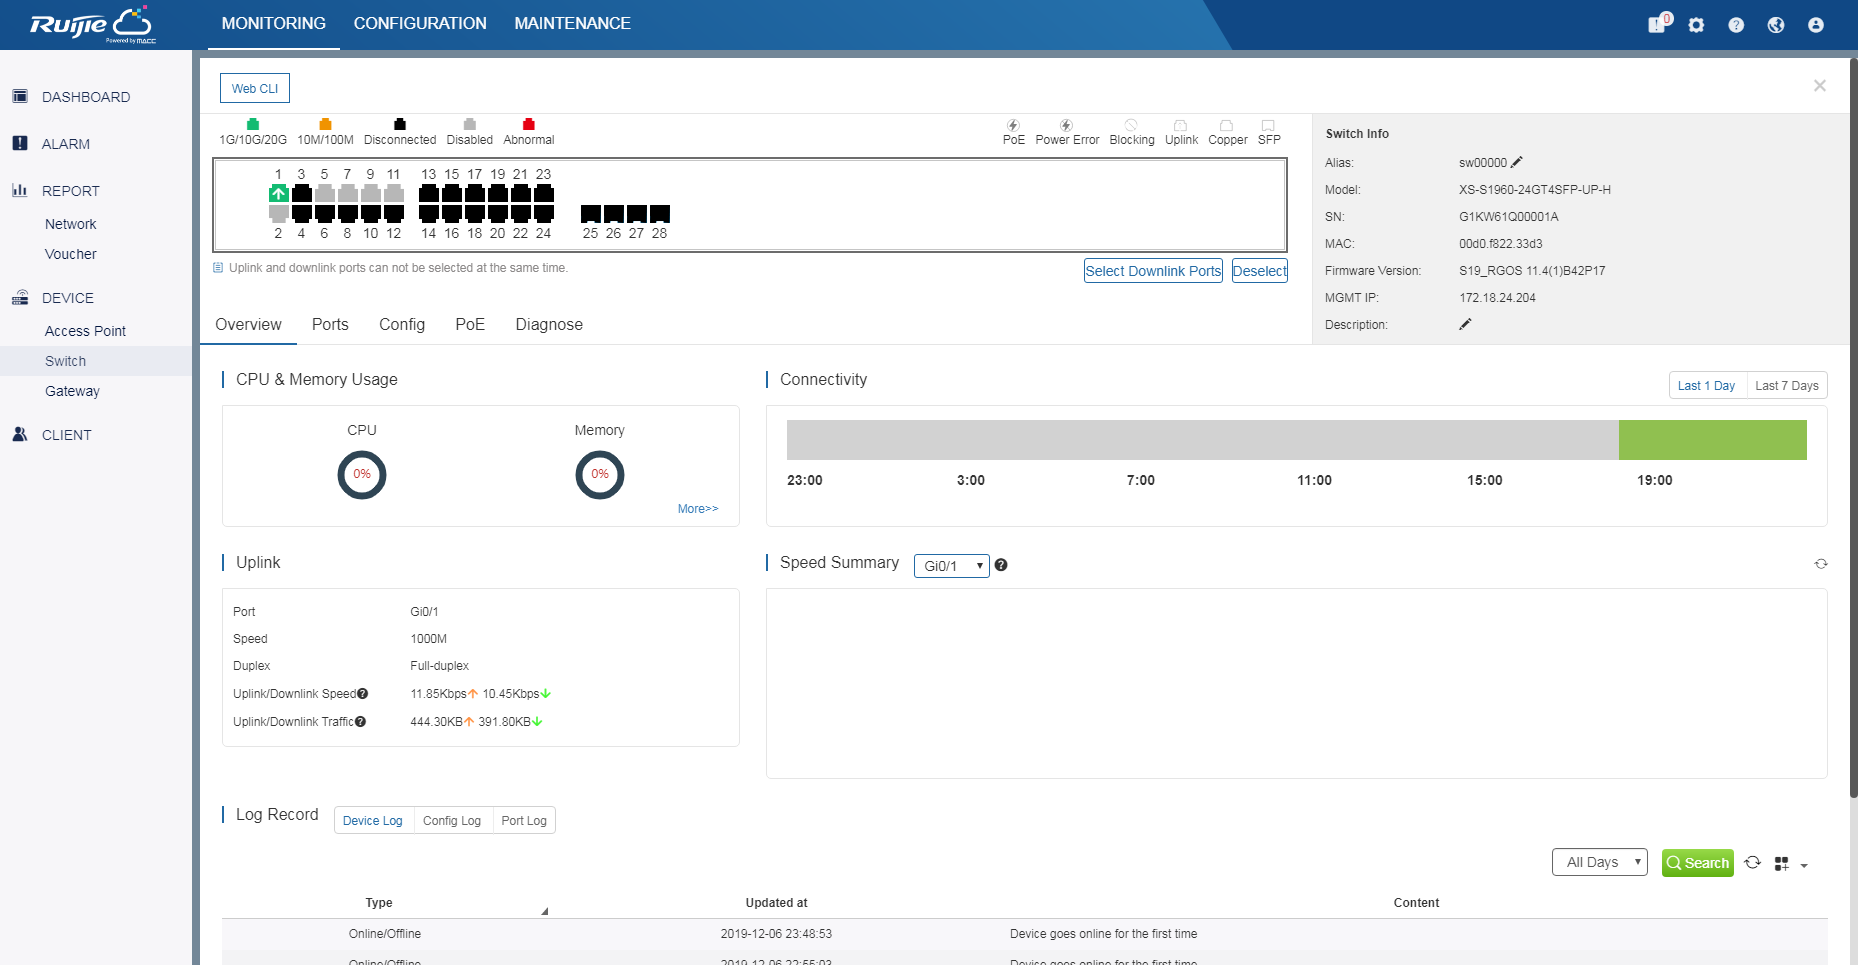 Ruijie
Powered by MACC
MONITORING CONFIGURATION MAINTENANCE
0
DASHBOARD
ALARM
REPORT
Network
Voucher
DEVICE
Access Point
Switch
Gateway
CLIENT
Web CLI
1G/10G/20G 10M/100M Disconnected Disabled Abnormal
PoE Power Error Blocking Uplink Copper SFP
1 3 5 7 9 11 13 15 17 19 21 23
2 4 6 8 10 12 14 16 18 20 22 24 25 26 27 28
Uplink and downlink ports can not be selected at the same time.
Select Downlink Ports Deselect
Switch Info
Alias: sw00000
Model: XS-S1960-24GT4SFP-UP-H
SN: G1KW61Q00001A
MAC: 00d0.f822.33d3
Firmware Version: S19_RGOS 11.4(1)B42P17
MGMT IP: 172.18.24.204
Description:
Overview Ports Config PoE Diagnose
CPU & Memory Usage
CPU Memory
0% 0%
More>>
Connectivity
Last 1 Day Last 7 Days
23:00 3:00 7:00 11:00 15:00 19:00
Uplink
Port Gi0/1
Speed 1000M
Duplex Full-duplex
Uplink/Downlink Speed 11.85Kbps 10.45Kbps
Uplink/Downlink Traffic 444.30KB 391.80KB
Speed Summary Gi0/1
Log Record Device Log Config Log Port Log
All Days Search
Type Updated at Content
Online/Offline 2019-12-06 23:48:53 Device goes online for the first time
Online/Offline 2019-12-06 22:55:03 Device goes online for the first time